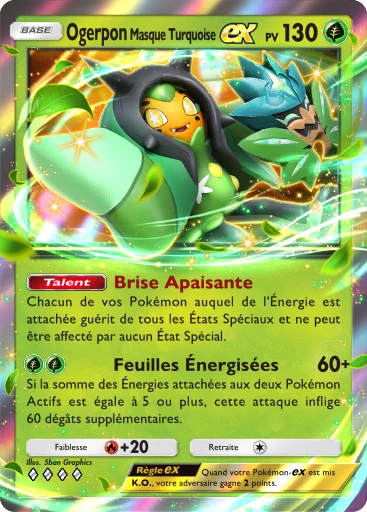 BASE Ogerpon Masque Turquoise ex PV 130
Talent Brise Apaisante
Chacun de vos Pokémon auquel de l'Énergie est
attachée guérit de tous les États Spéciaux et ne peut
être affecté par aucun État Spécial.
Feuilles Énergisées 60+
Si la somme des Énergies attachées aux deux Pokémon
Actifs est égale à 5 ou plus, cette attaque inflige
60 dégâts supplémentaires.
Faiblesse +20 Retraite
Illus. 5ban Graphics
Règle ex Quand votre Pokémon-ex est mis
K.O., votre adversaire gagne 2 points.